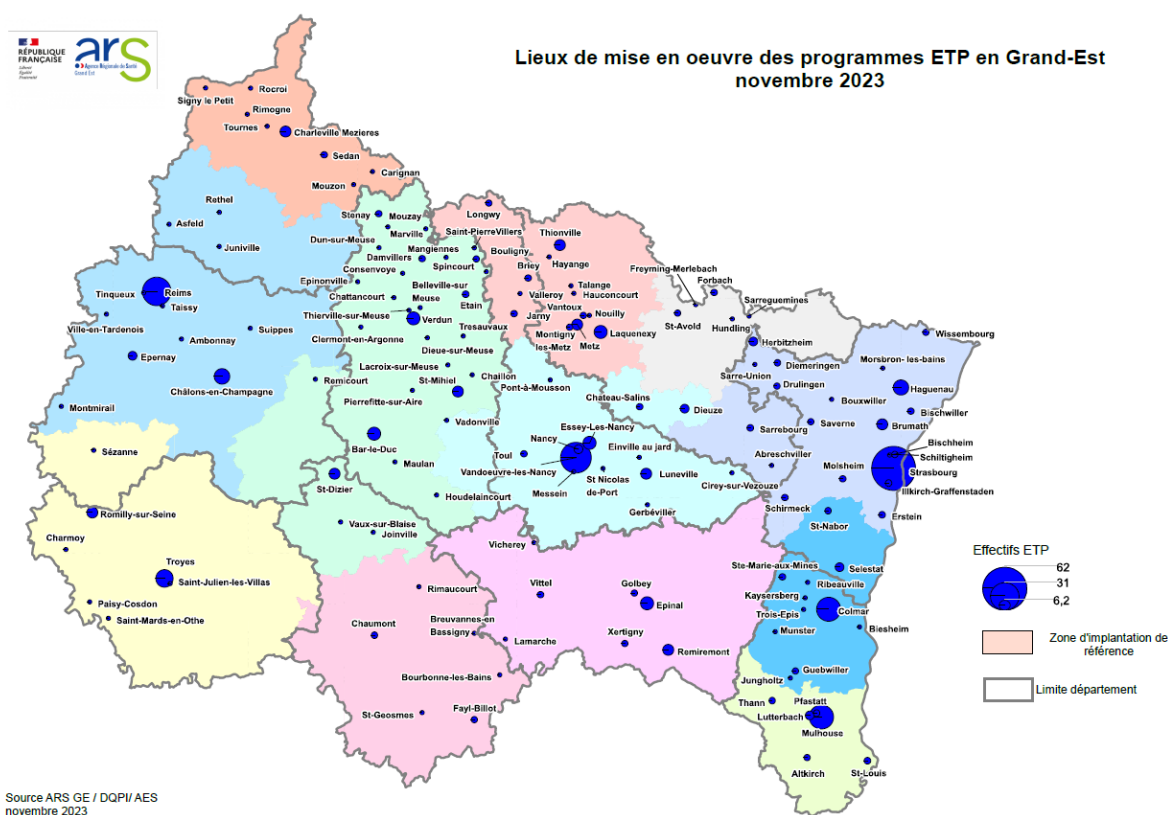 RÉPUBLIQUE
FRANÇAISE
Liberté
Égalité
Fraternité
ars
Agence Régionale de Santé
Grand Est
Lieux de mise en oeuvre des programmes ETP en Grand-Est
novembre 2023
Signy le Petit
Rocroi
Rimogne
Tournes
Charleville Mezieres
Sedan
Carignan
Mouzon
Rethel
Asfeld
Juniville
Stenay
Mouzay
Marville
Longwy
Saint-PierreVillers
Dun-sur-Meuse
Mangiennes
Damvillers
Spincourt
Bouligny
Thionville
Hayange
Consenvoye
Epinonville
Belleville-sur
Meuse
Briey
Talange
Hauconcourt
Freyming-Merlebach
Forbach
Sarreguemines
Chattancourt
Etain
Valleroy
Vantoux
Nouilly
Thierville-sur-Meuse
Verdun
Jarny
Montigny
les-Metz
Metz
Laquenexy
St-Avold
Hundling
Tinqueux
Reims
Taissy
Ville-en-Tardenois
Ambonnay
Suippes
Clermont-en-Argonne
Tresauvaux
Dieue-sur-Meuse
Herbitzheim
Wissembourg
Epernay
Lacroix-sur-Meuse
Chaillon
St-Mihiel
Pont-à-Mousson
Sarre-Union
Diemeringen
Morsbron-les-bains
Châlons-en-Champagne
Remicourt
Pierrefitte-sur-Aire
Chateau-Salins
Dieuze
Drulingen
Haguenau
Bouxwiller
Bischwiller
Montmirail
Vadonville
Essey-Les-Nancy
Nancy
Einville au jard
Sarrebourg
Saverne
Brumath
Bar-le-Duc
Toul
Bischheim
Schiltigheim
Sézanne
Maulan
Vandoeuvre-les-Nancy
Luneville
Abreschviller
Molsheim
Strasbourg
St-Dizier
Messein
St Nicolas
de-Port
Cirey-sur-Vezouze
Illkirch-Graffenstaden
Houdelaincourt
Gerbéviller
Schirmeck
Erstein
Romilly-sur-Seine
Vaux-sur-Blaise
Joinville
St-Nabor
Charmoy
Vicherey
Troyes
Saint-Julien-les-Villas
Ste-Marie-aux-Mines
Selestat
Ribeauville
Rimaucourt
Vittel
Golbey
Epinal
Kaysersberg
Paisy-Cosdon
Saint-Mards-en-Othe
Trois-Epis
Colmar
Chaumont
Breuvannes-en
Bassigny
Lamarche
Xertigny
Munster
Biesheim
Remiremont
Bourbonne-les-Bains
Guebwiller
Jungholtz
St-Geosmes
Fayl-Billiot
Thann
Pfastatt
Lutterbach
Mulhouse
Altkirch
St-Louis
Effectifs ETP
62
31
6,2
Zone d'implantation de
référence
Limite département
Source ARS GE / DQPI/ AES
novembre 2023